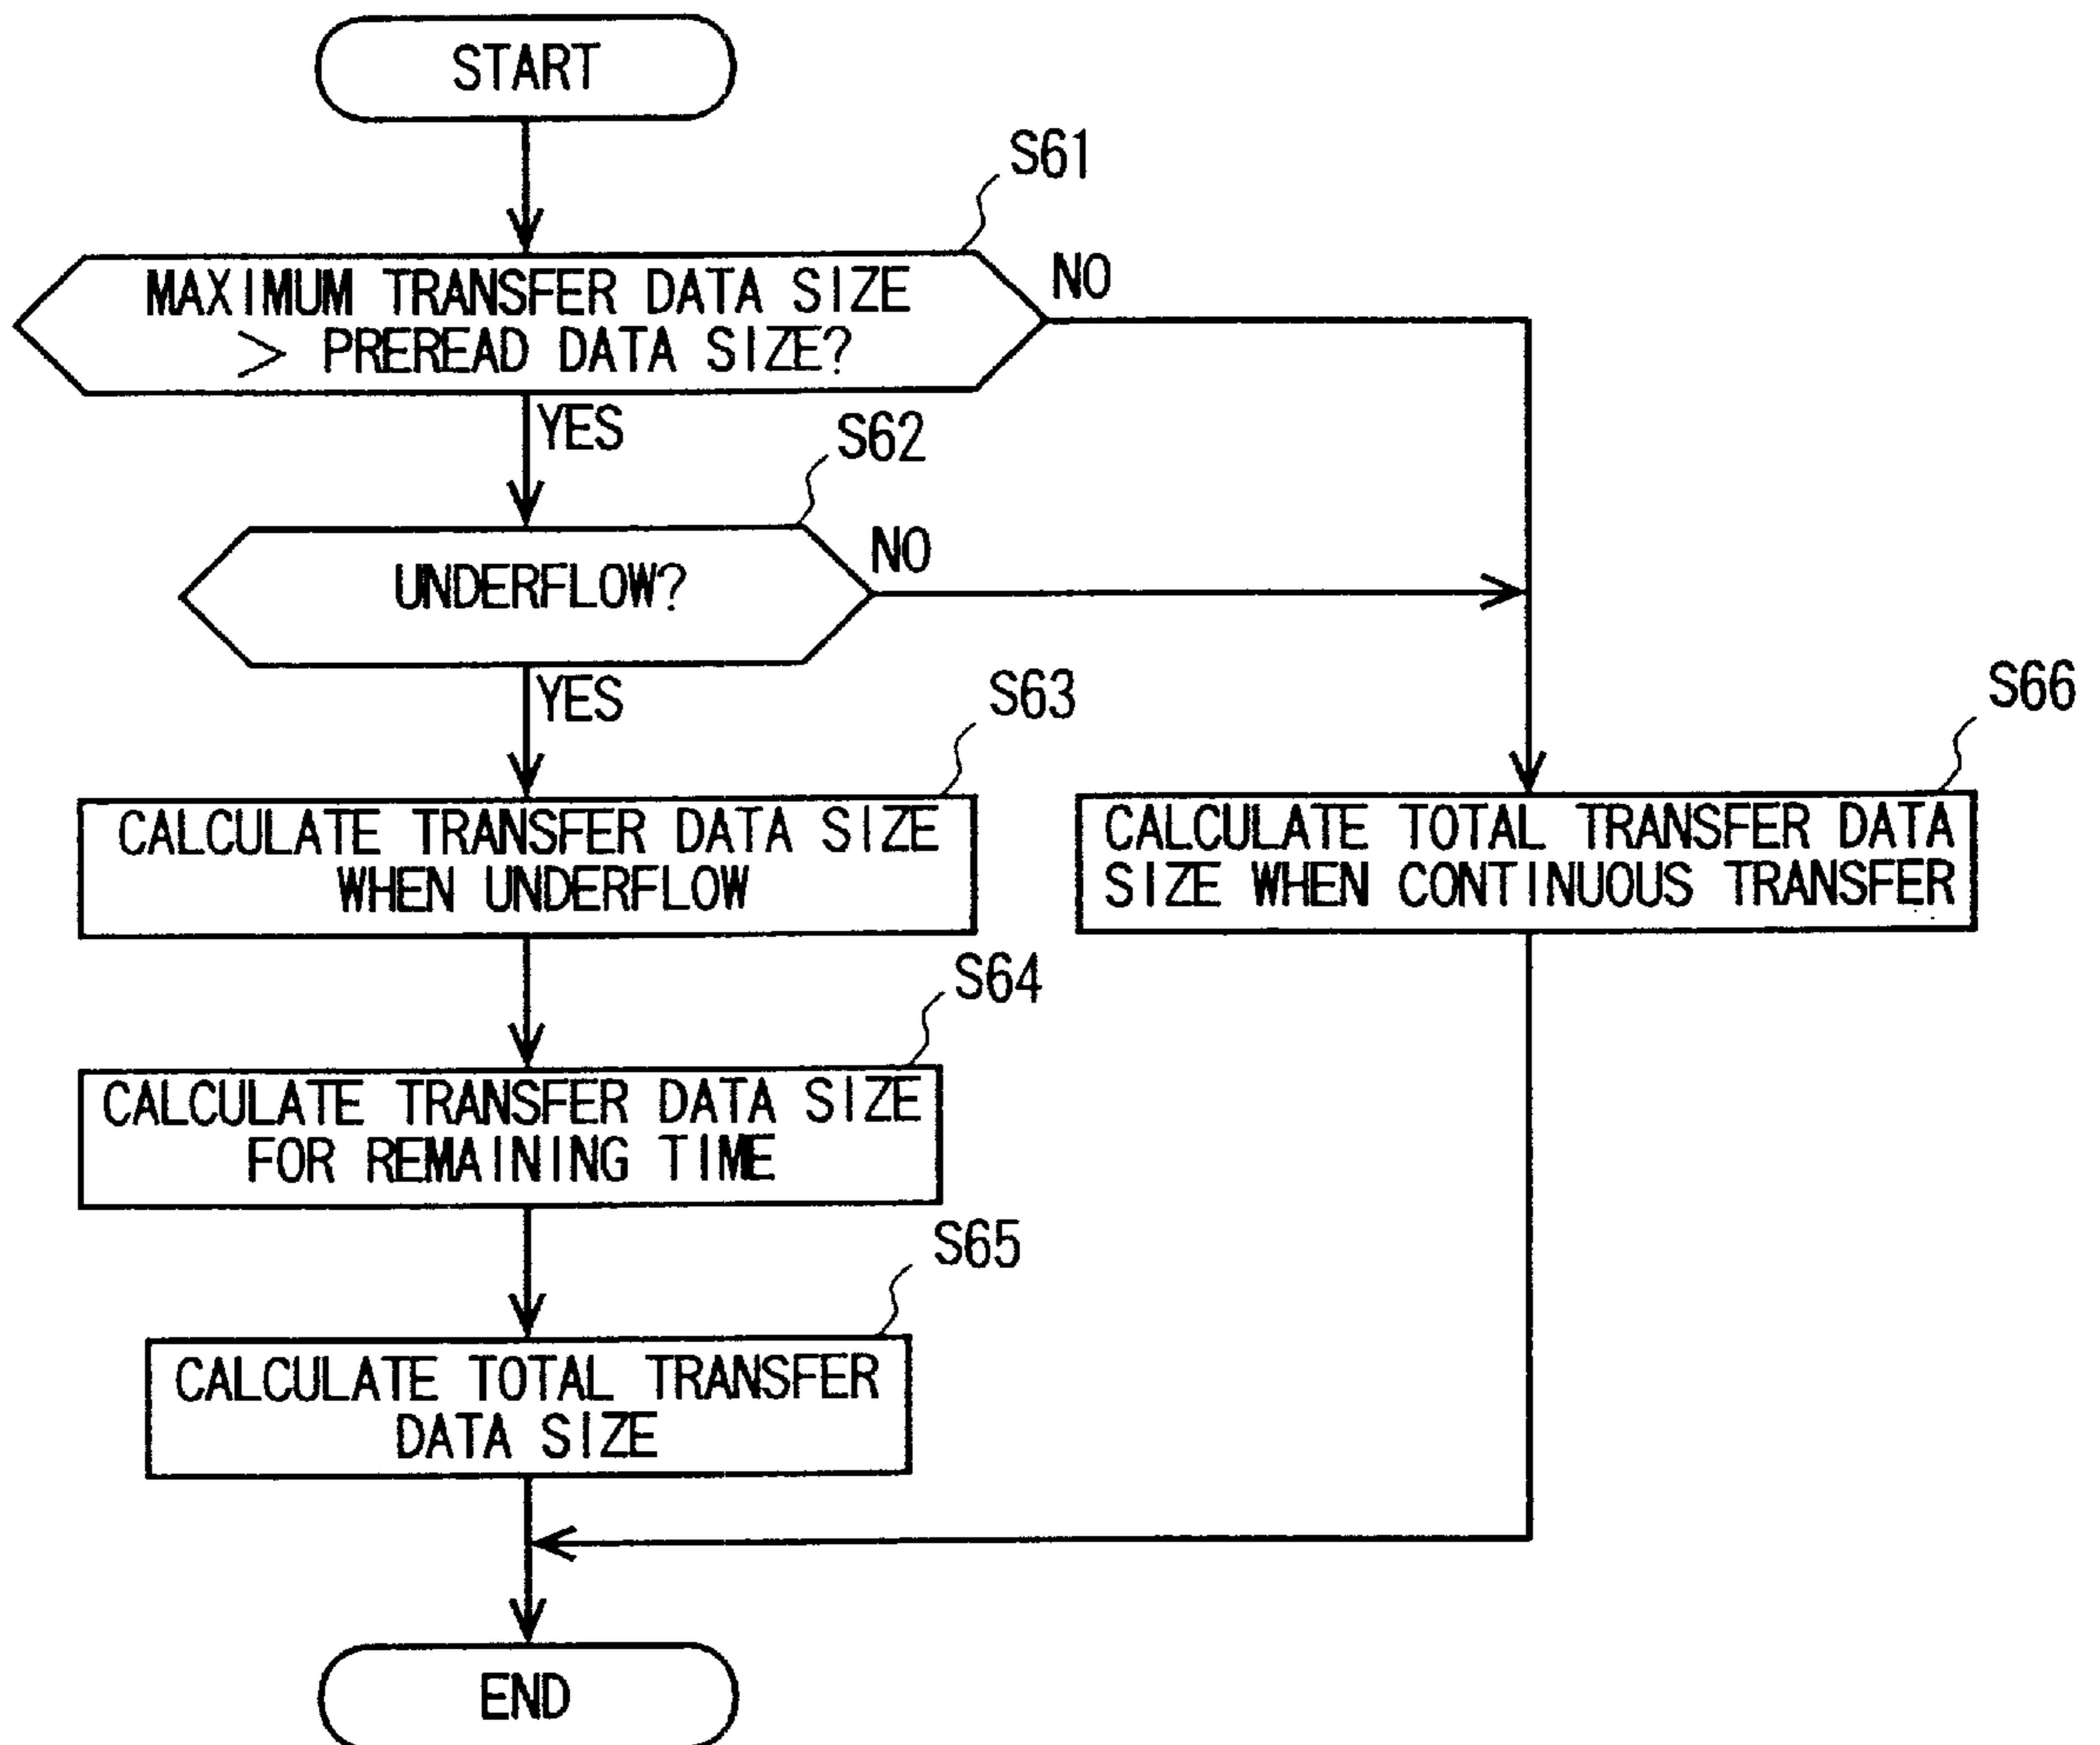 START
S61
MAXIMUM TRANSFER DATA SIZE
> PREREAD DATA SIZE?
NO
YES
S62
UNDERFLOW?
NO
YES
S63
CALCULATE TRANSFER DATA SIZE
WHEN UNDERFLOW
S66
CALCULATE TOTAL TRANSFER DATA
SIZE WHEN CONTINUOUS TRANSFER
S64
CALCULATE TRANSFER DATA SIZE
FOR REMAINING TIME
S65
CALCULATE TOTAL TRANSFER
DATA SIZE
END